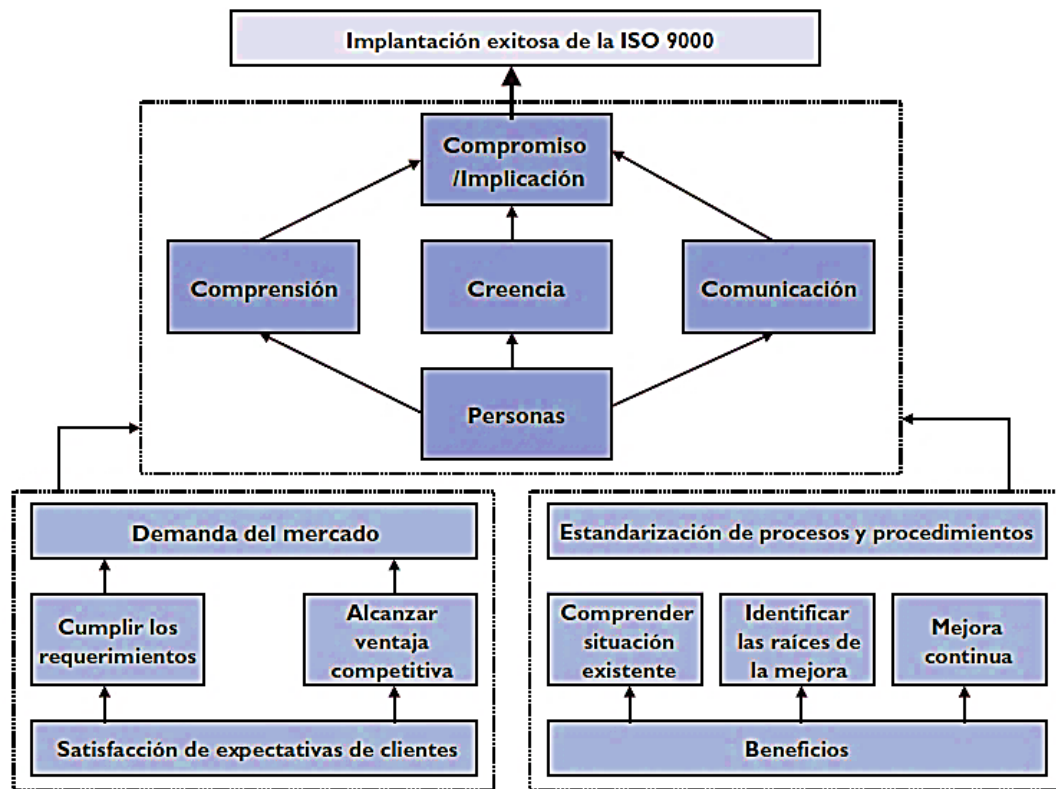 Implantación exitosa de la ISO 9000
Compromiso
/Implicación
Comprensión
Creencia
Comunicación
Personas
Demanda del mercado
Cumplir los
requerimientos
Alcanzar
ventaja
competitiva
Satisfacción de expectativas de clientes
Estandarización de procesos y procedimientos
Comprender
situación
existente
Identificar
las raíces de
la mejora
Mejora
continua
Beneficios